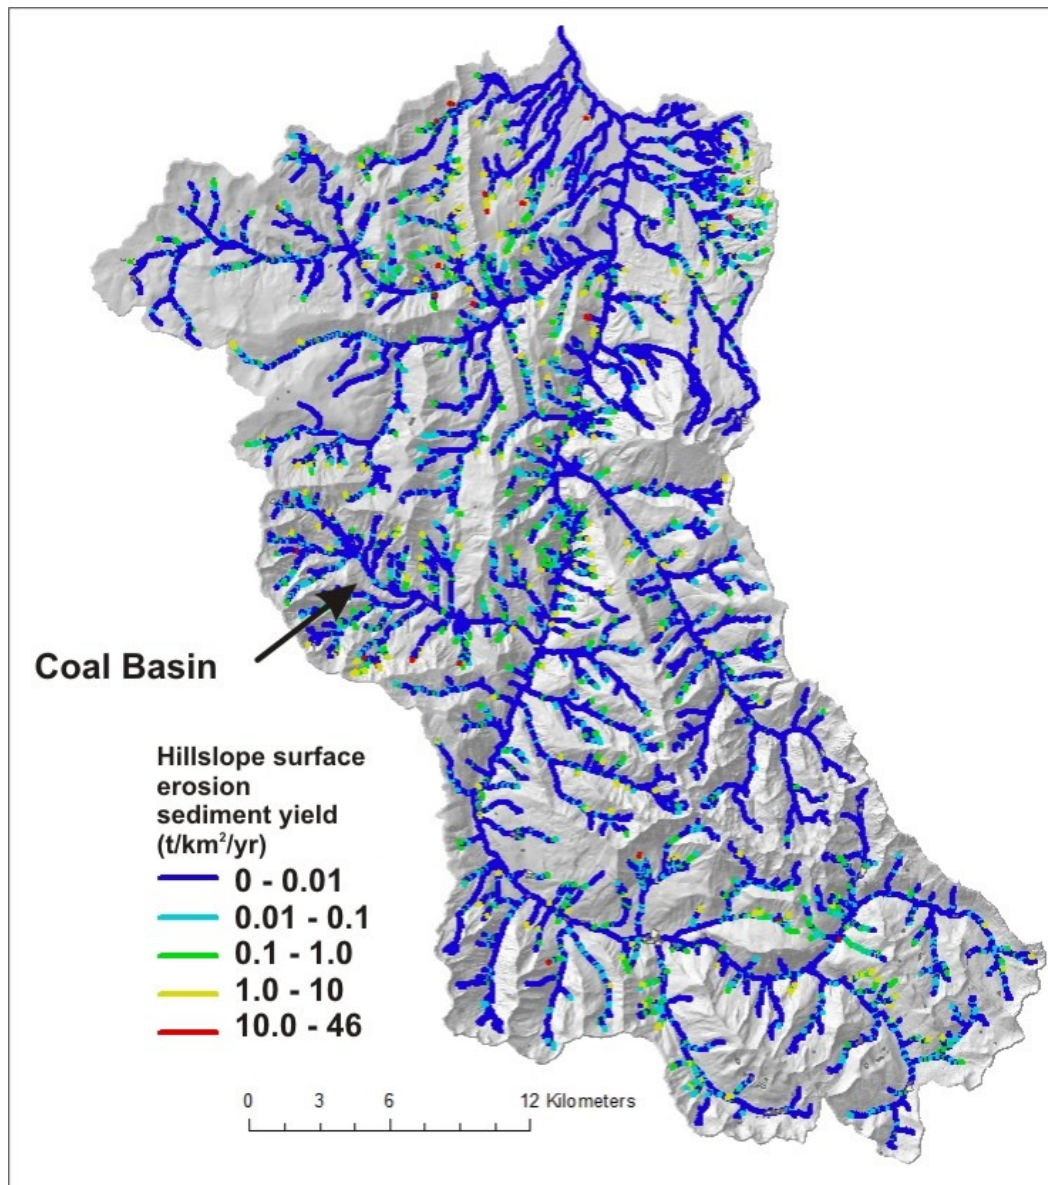 Coal Basin
Hillslope surface
erosion
sediment yield
(t/km²/yr)
0 - 0.01
0.01 - 0.1
0.1 - 1.0
1.0 - 10
10.0 - 46
0 3 6 12 Kilometers